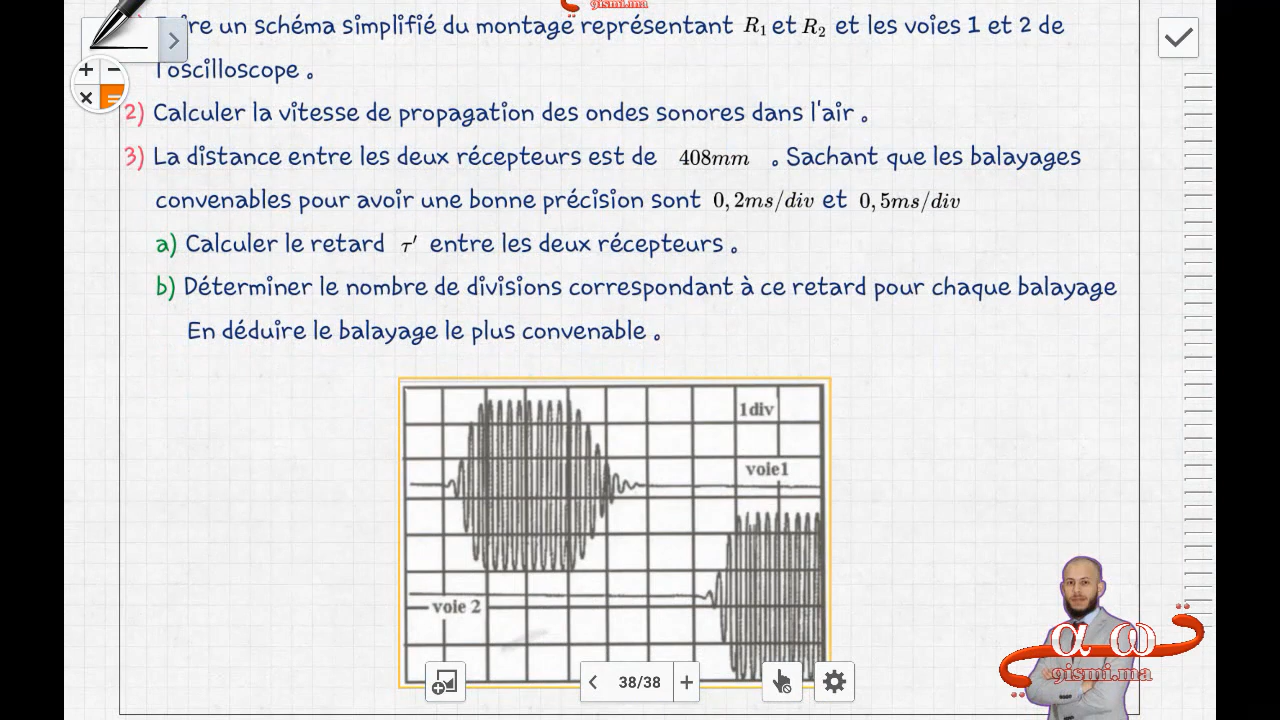 un schéma simplifié du montage représentant R₁ et R₂ et les voies 1 et 2 de
l'oscilloscope .
2) Calculer la vitesse de propagation des ondes sonores dans l'air .
3) La distance entre les deux récepteurs est de 408mm . Sachant que les balayages
convenables pour avoir une bonne précision sont 0,2ms/div et 0,5ms/div
a) Calculer le retard τ' entre les deux récepteurs .
b) Déterminer le nombre de divisions correspondant à ce retard pour chaque balayage
En déduire le balayage le plus convenable .
1div
voie1
voie 2
38/38
α ω
gismi.ma